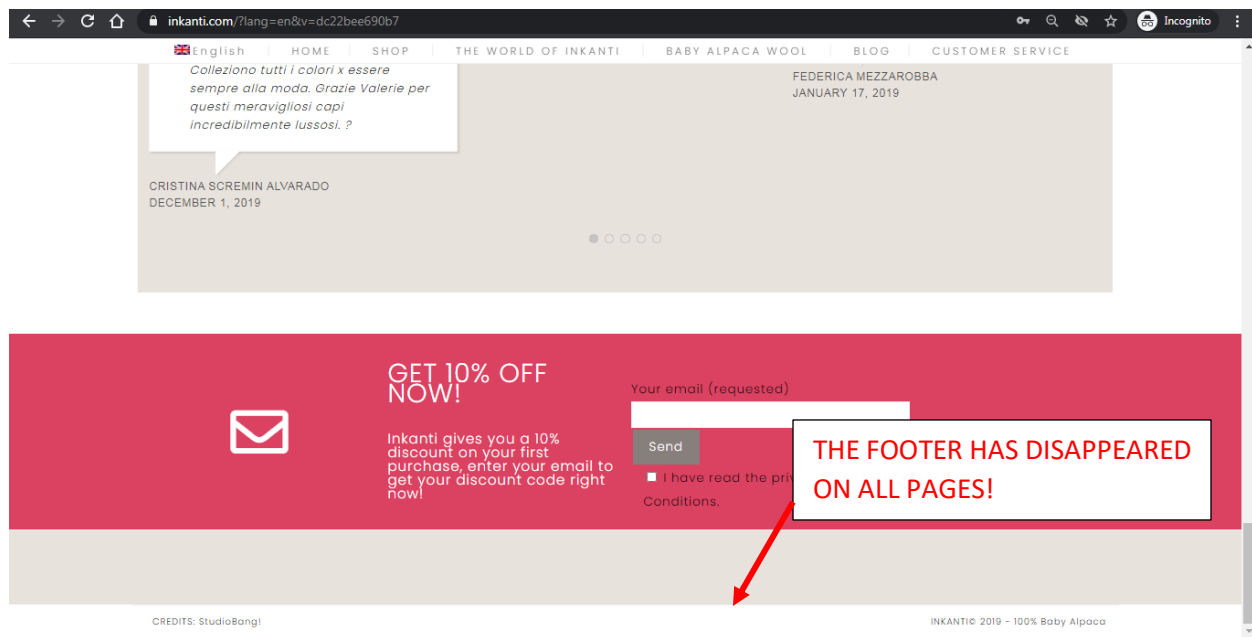 inkanti.com/?lang=en&v=dc22bee690b7
Incognito
English HOME SHOP THE WORLD OF INKANTI BABY ALPACA WOOL BLOG CUSTOMER SERVICE
Colleziono tutti i colori x essere
sempre alla moda. Grazie Valerie per
questi meravigliosi capi
incredibilmente lussosi. ?
CRISTINA SCREMIN ALVARADO
DECEMBER 1, 2019
FEDERICA MEZZAROBBA
JANUARY 17, 2019
GET 10% OFF
NOW!
Inkanti gives you a 10%
discount on your first
purchase, enter your email to
get your discount code right
now!
Your email (requested)
Send
I have read the pri
Conditions.
THE FOOTER HAS DISAPPEARED
ON ALL PAGES!
CREDITS: StudioBang!
INKANTI© 2019 - 100% Baby Alpaca